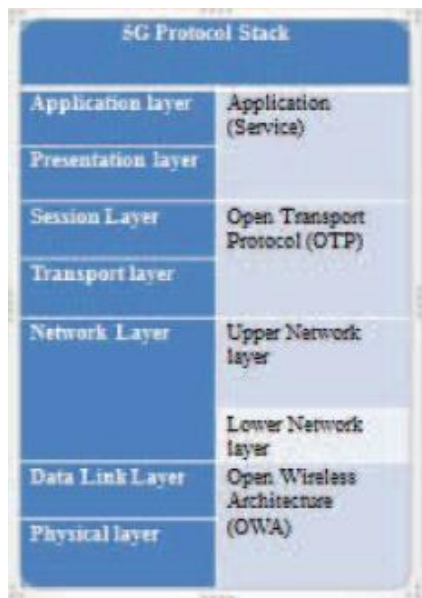 5G Protocol Stack
Application layer
Application
(Service)
Presentation layer
Session Layer
Open Transport
Protocol (OTP)
Transport layer
Network Layer
Upper Network
layer
Lower Network
layer
Data Link Layer
Open Wireless
Architecture
(OWA)
Physical layer